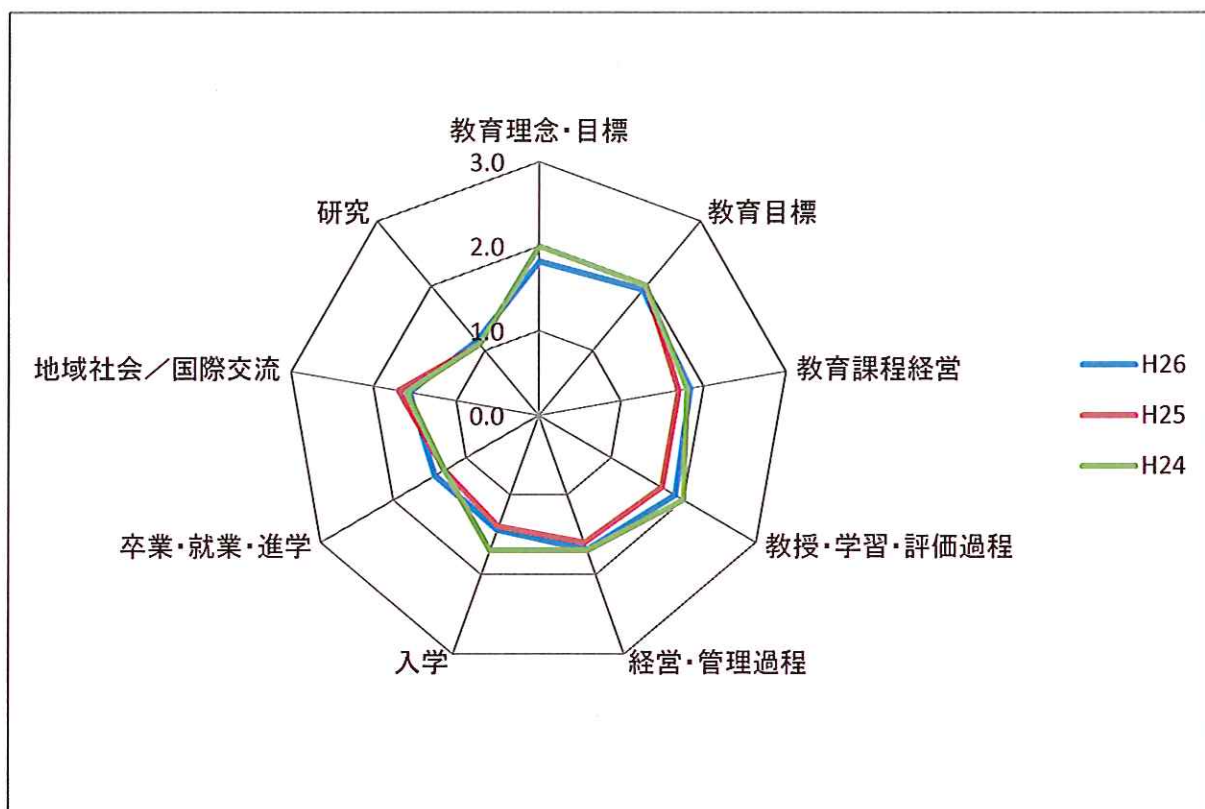 教育理念・目標
3.0
研究
教育目標
2.0
1.0
地域社会／国際交流
教育課程経営
H26
0.0
H25
H24
卒業・就業・進学
教授・学習・評価過程
入学
経営・管理過程